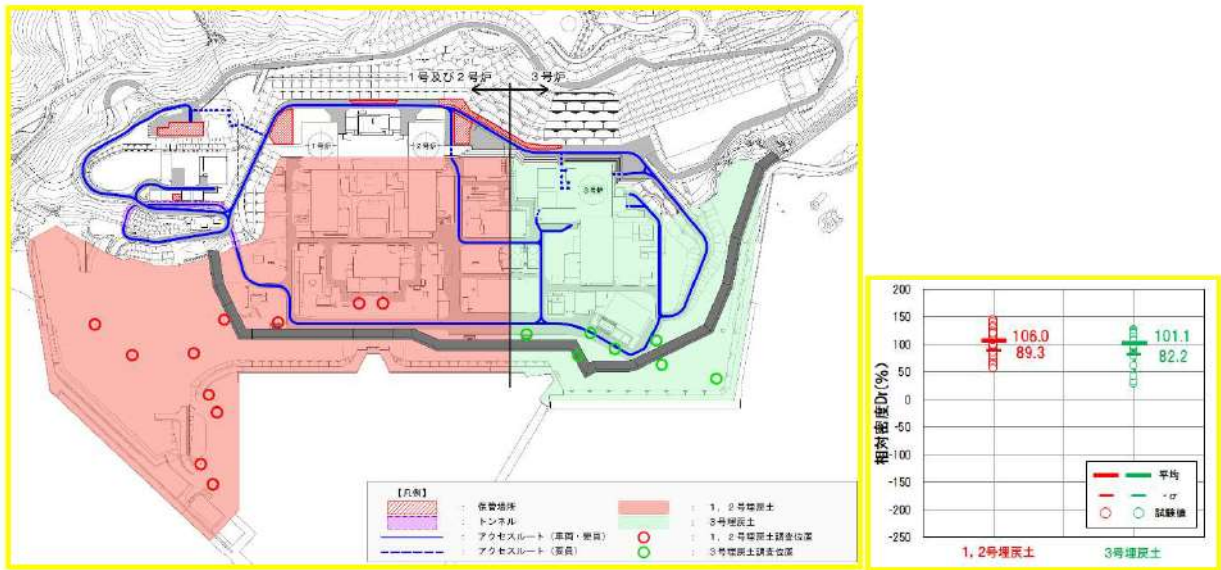 1号及び2号炉
3号炉
1号炉
2号炉
3号炉
【凡例】
： 保管場所
： トンネル
： アクセスルート（車両・要員）
： アクセスルート（要員）
： 1，2号埋戻土
： 3号埋戻土
： 1，2号埋戻土調査位置
： 3号埋戻土調査位置
相対密度Dr(%)
200
150
100
50
0
-50
-100
-150
-200
-250
106.0
89.3
101.1
82.2
平均
-σ
試験値
1, 2号埋戻土
3号埋戻土